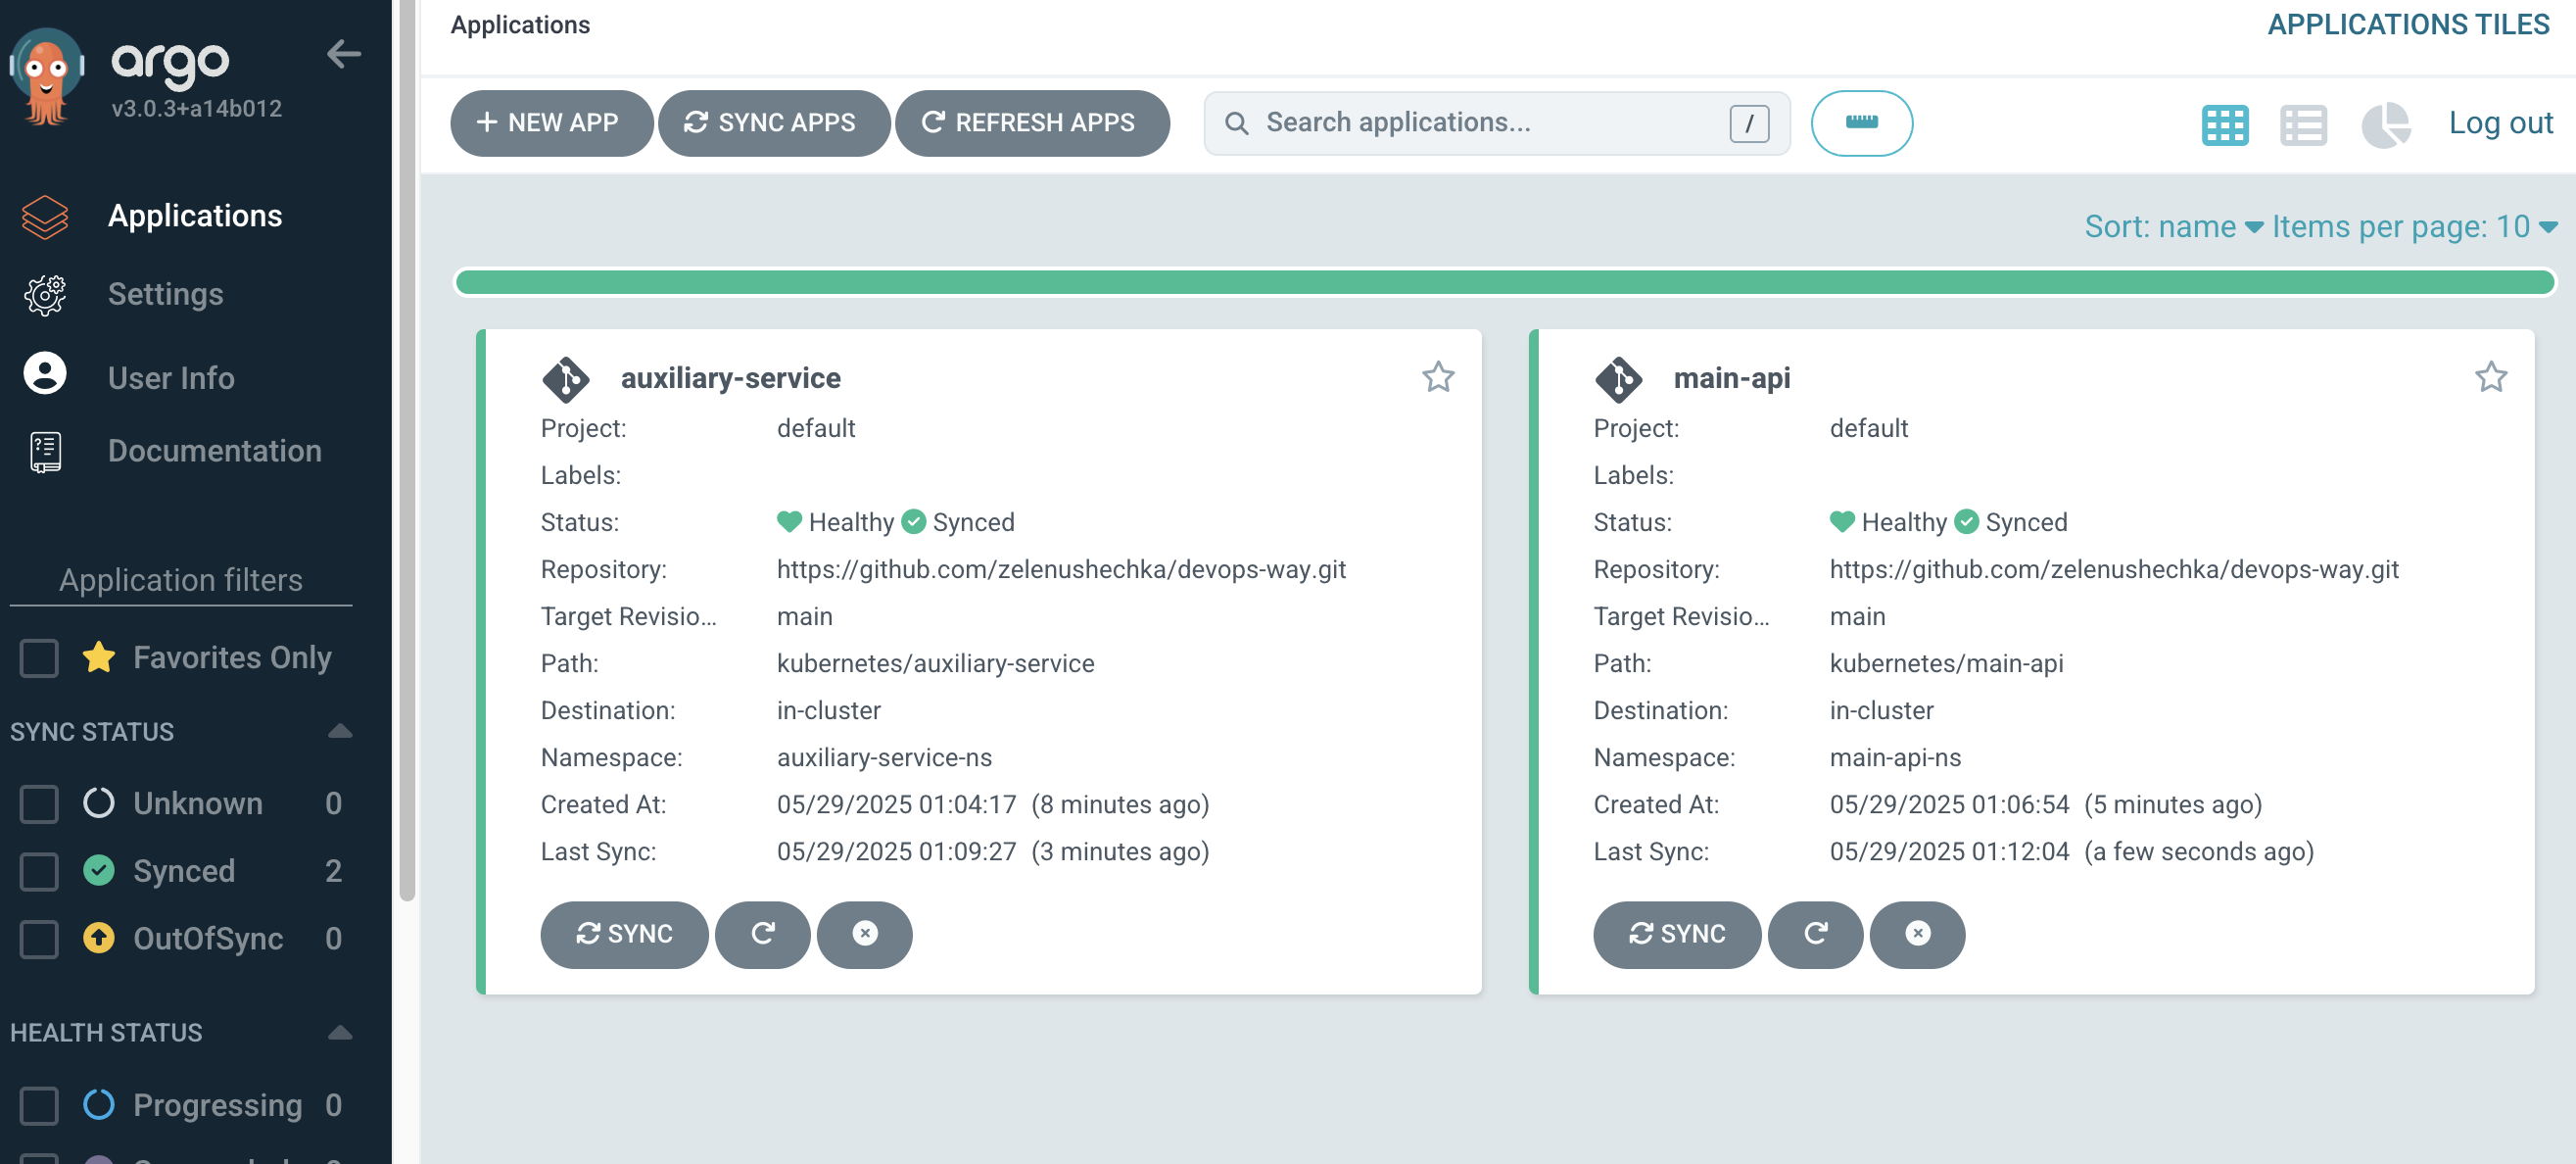 argo
v3.0.3+a14b012
Applications
Settings
User Info
Documentation
Application filters
Favorites Only
SYNC STATUS
Unknown 0
Synced 2
OutOfSync 0
HEALTH STATUS
Progressing 0
Applications
APPLICATIONS TILES
+ NEW APP SYNC APPS REFRESH APPS Search applications... / Log out
Sort: name Items per page: 10
auxiliary-service
Project: default
Labels:
Status: Healthy Synced
Repository: https://github.com/zelenushechka/devops-way.git
Target Revisio... main
Path: kubernetes/auxiliary-service
Destination: in-cluster
Namespace: auxiliary-service-ns
Created At: 05/29/2025 01:04:17 (8 minutes ago)
Last Sync: 05/29/2025 01:09:27 (3 minutes ago)
SYNC
main-api
Project: default
Labels:
Status: Healthy Synced
Repository: https://github.com/zelenushechka/devops-way.git
Target Revisio... main
Path: kubernetes/main-api
Destination: in-cluster
Namespace: main-api-ns
Created At: 05/29/2025 01:06:54 (5 minutes ago)
Last Sync: 05/29/2025 01:12:04 (a few seconds ago)
SYNC